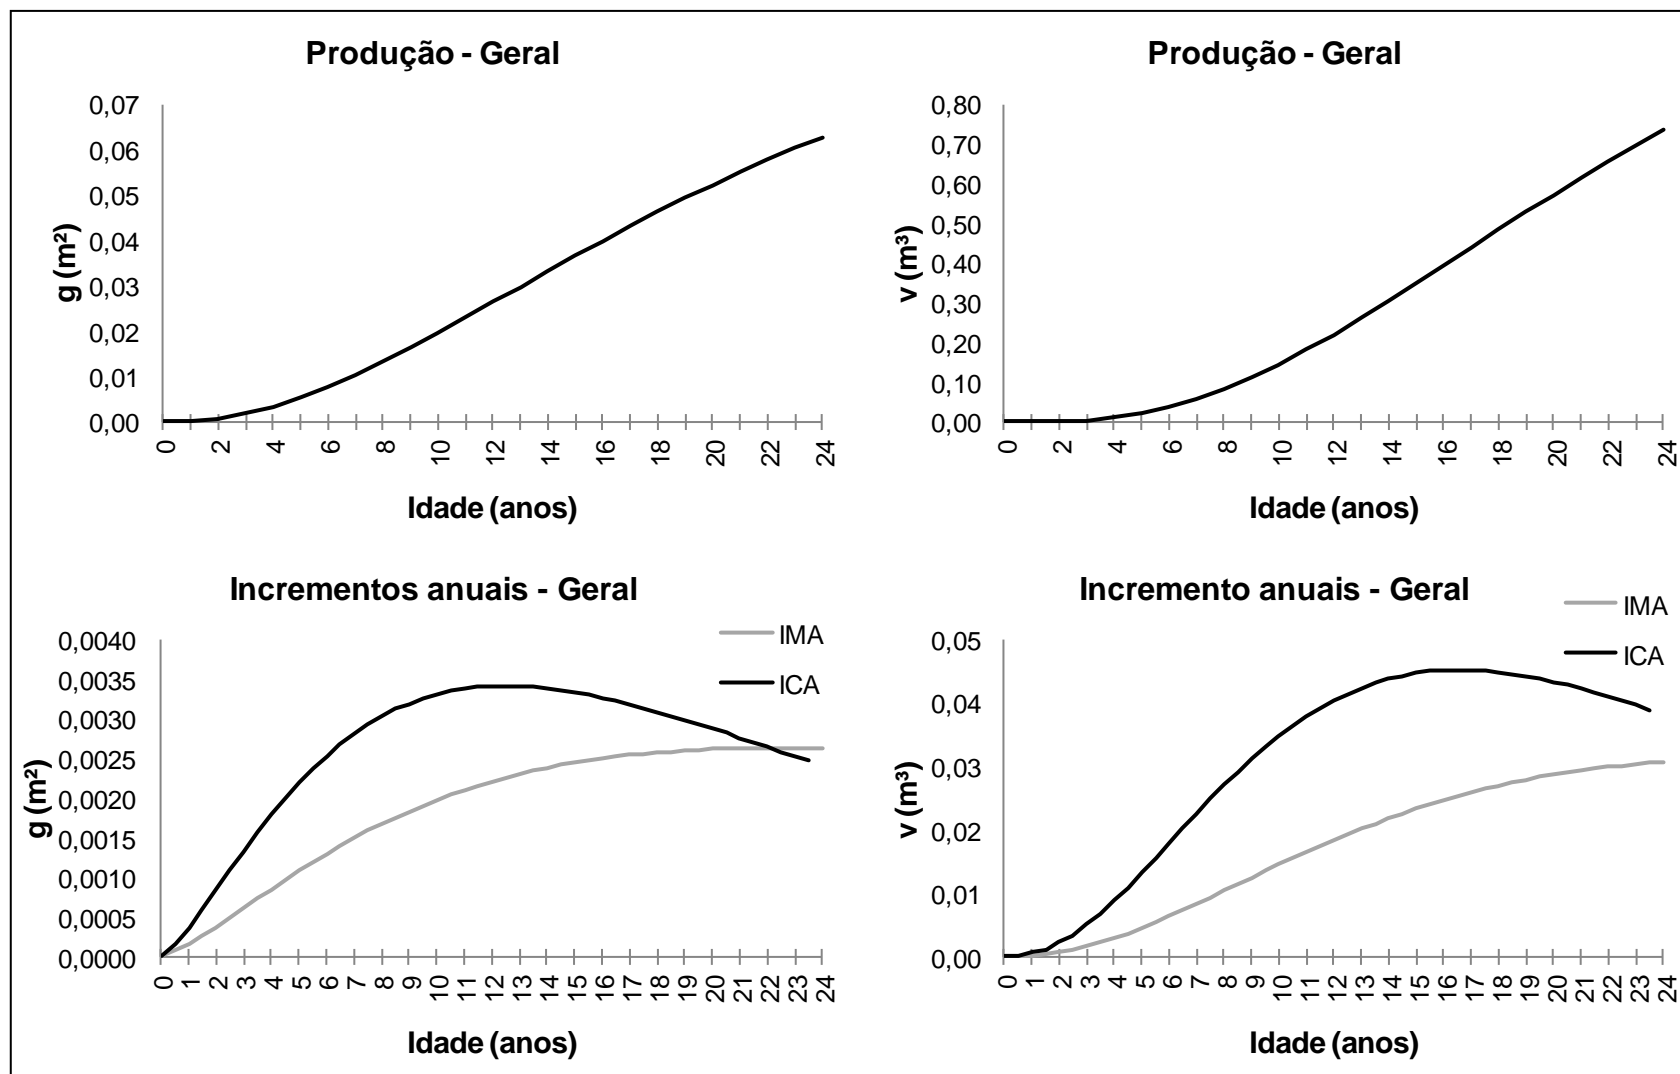 Produção - Geral
0,07
0,06
0,05
0,04
0,03
0,02
0,01
0,00
g (m²)
0 2 4 6 8 10 12 14 16 18 20 22 24
Idade (anos)
Produção - Geral
0,80
0,70
0,60
0,50
0,40
0,30
0,20
0,10
0,00
v (m³)
0 2 4 6 8 10 12 14 16 18 20 22 24
Idade (anos)
Incrementos anuais - Geral
IMA
ICA
0,0040
0,0035
0,0030
0,0025
0,0020
0,0015
0,0010
0,0005
0,0000
g (m²)
0 1 2 3 4 5 6 7 8 9 10 11 12 13 14 15 16 17 18 19 20 21 22 23 24
Idade (anos)
Incremento anuais - Geral
IMA
ICA
0,05
0,04
0,03
0,02
0,01
0,00
v (m³)
0 1 2 3 4 5 6 7 8 9 10 11 12 13 14 15 16 17 18 19 20 21 22 23 24
Idade (anos)